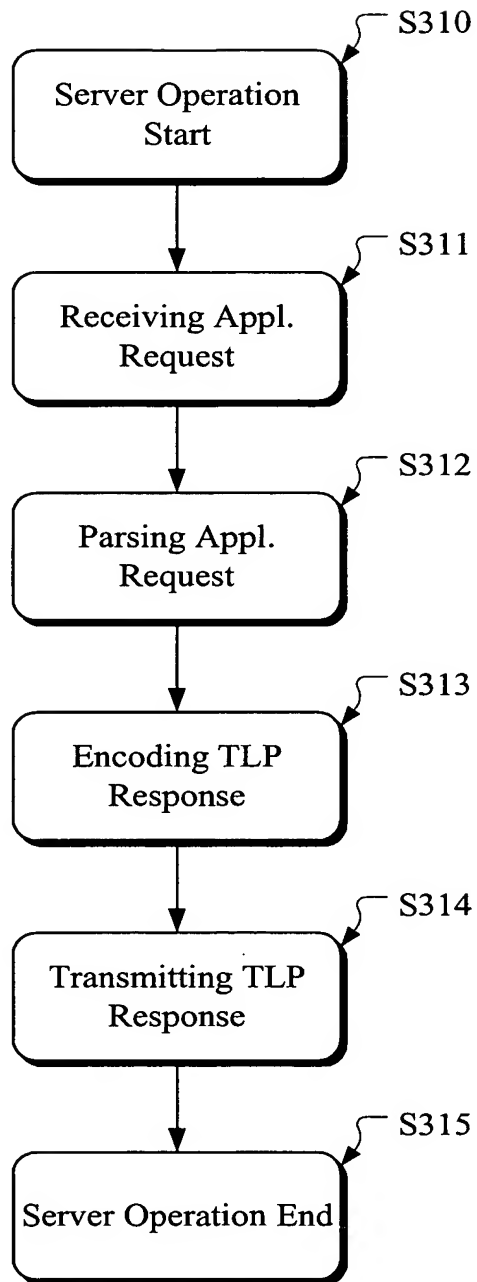 S310
Server Operation
Start
S311
Receiving Appl.
Request
S312
Parsing Appl.
Request
S313
Encoding TLP
Response
S314
Transmitting TLP
Response
S315
Server Operation End